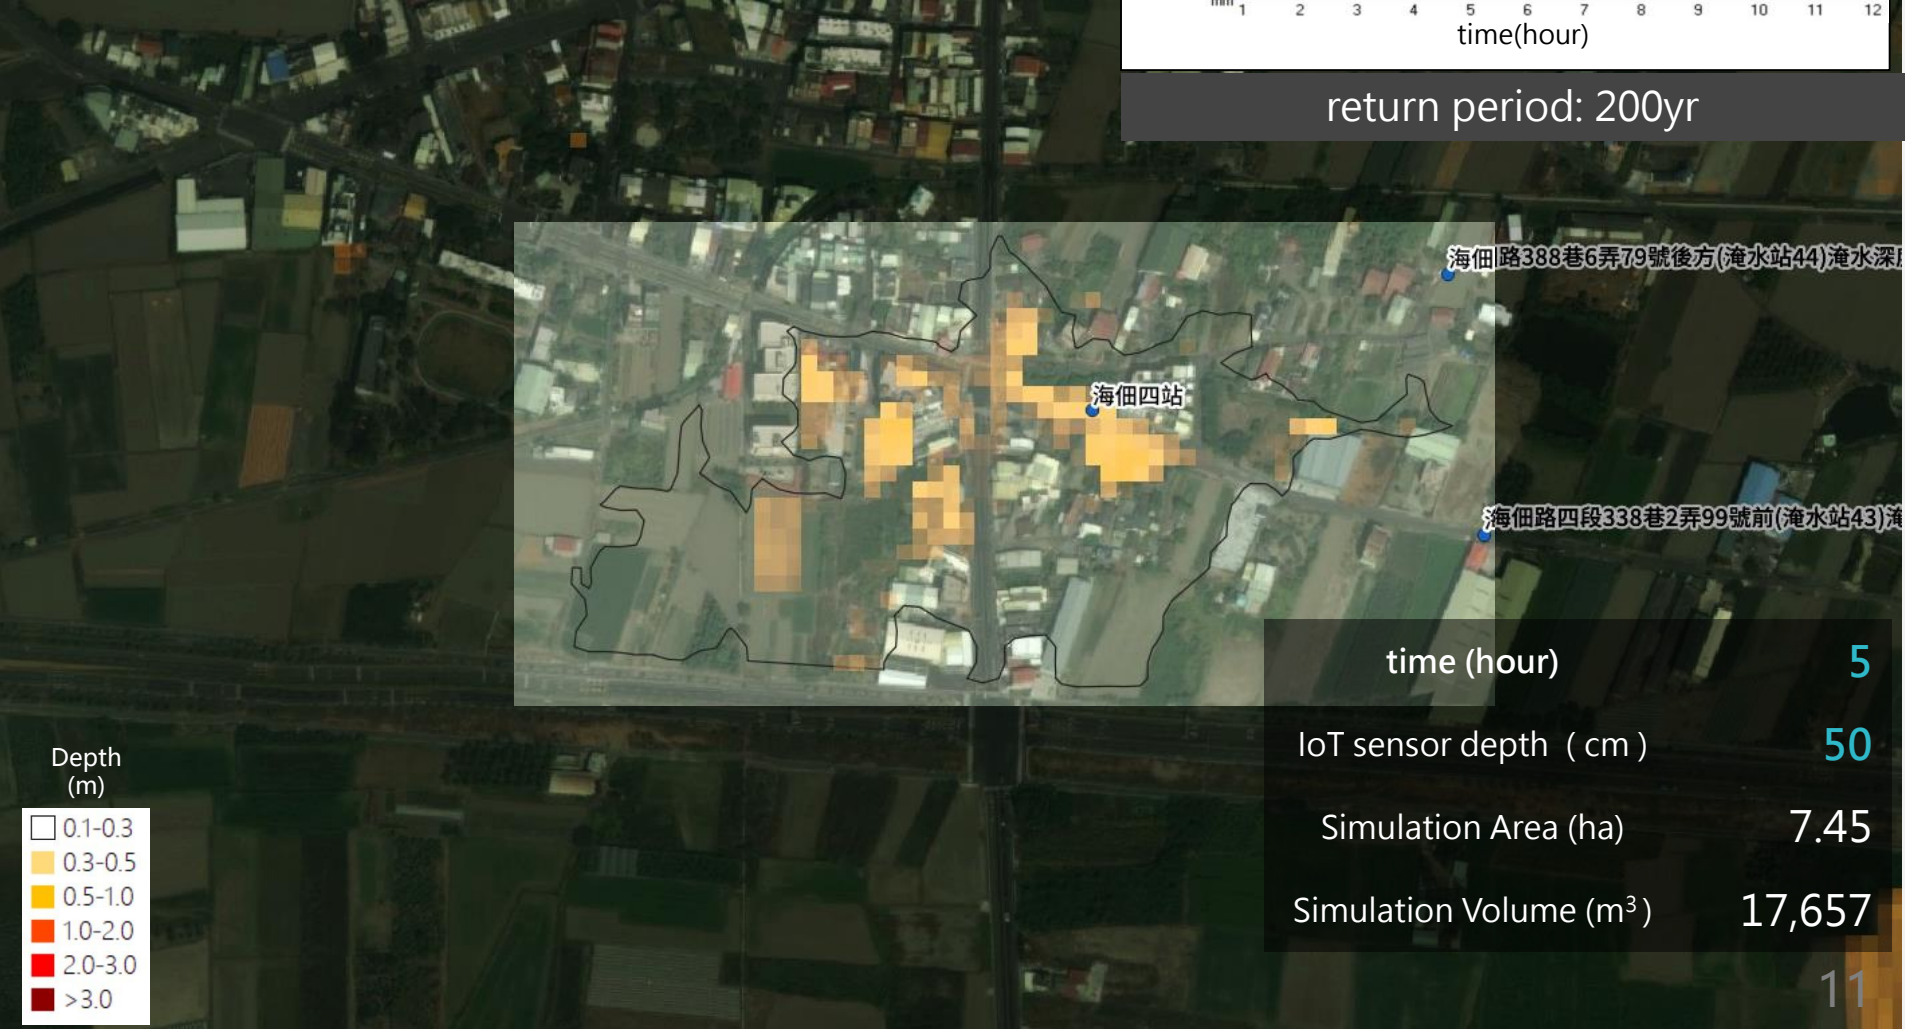 mm 1 2 3 4 5 6 7 8 9 10 11 12
time(hour)
return period: 200yr
海佃路388巷6弄79號後方(淹水站44)淹水深
海佃四站
海佃路四段338巷2弄99號前(淹水站43)淹
time (hour) 5
IoT sensor depth ( cm ) 50
Simulation Area (ha) 7.45
Simulation Volume (m³ ) 17,657
Depth
(m)
0.1-0.3
0.3-0.5
0.5-1.0
1.0-2.0
2.0-3.0
>3.0
11